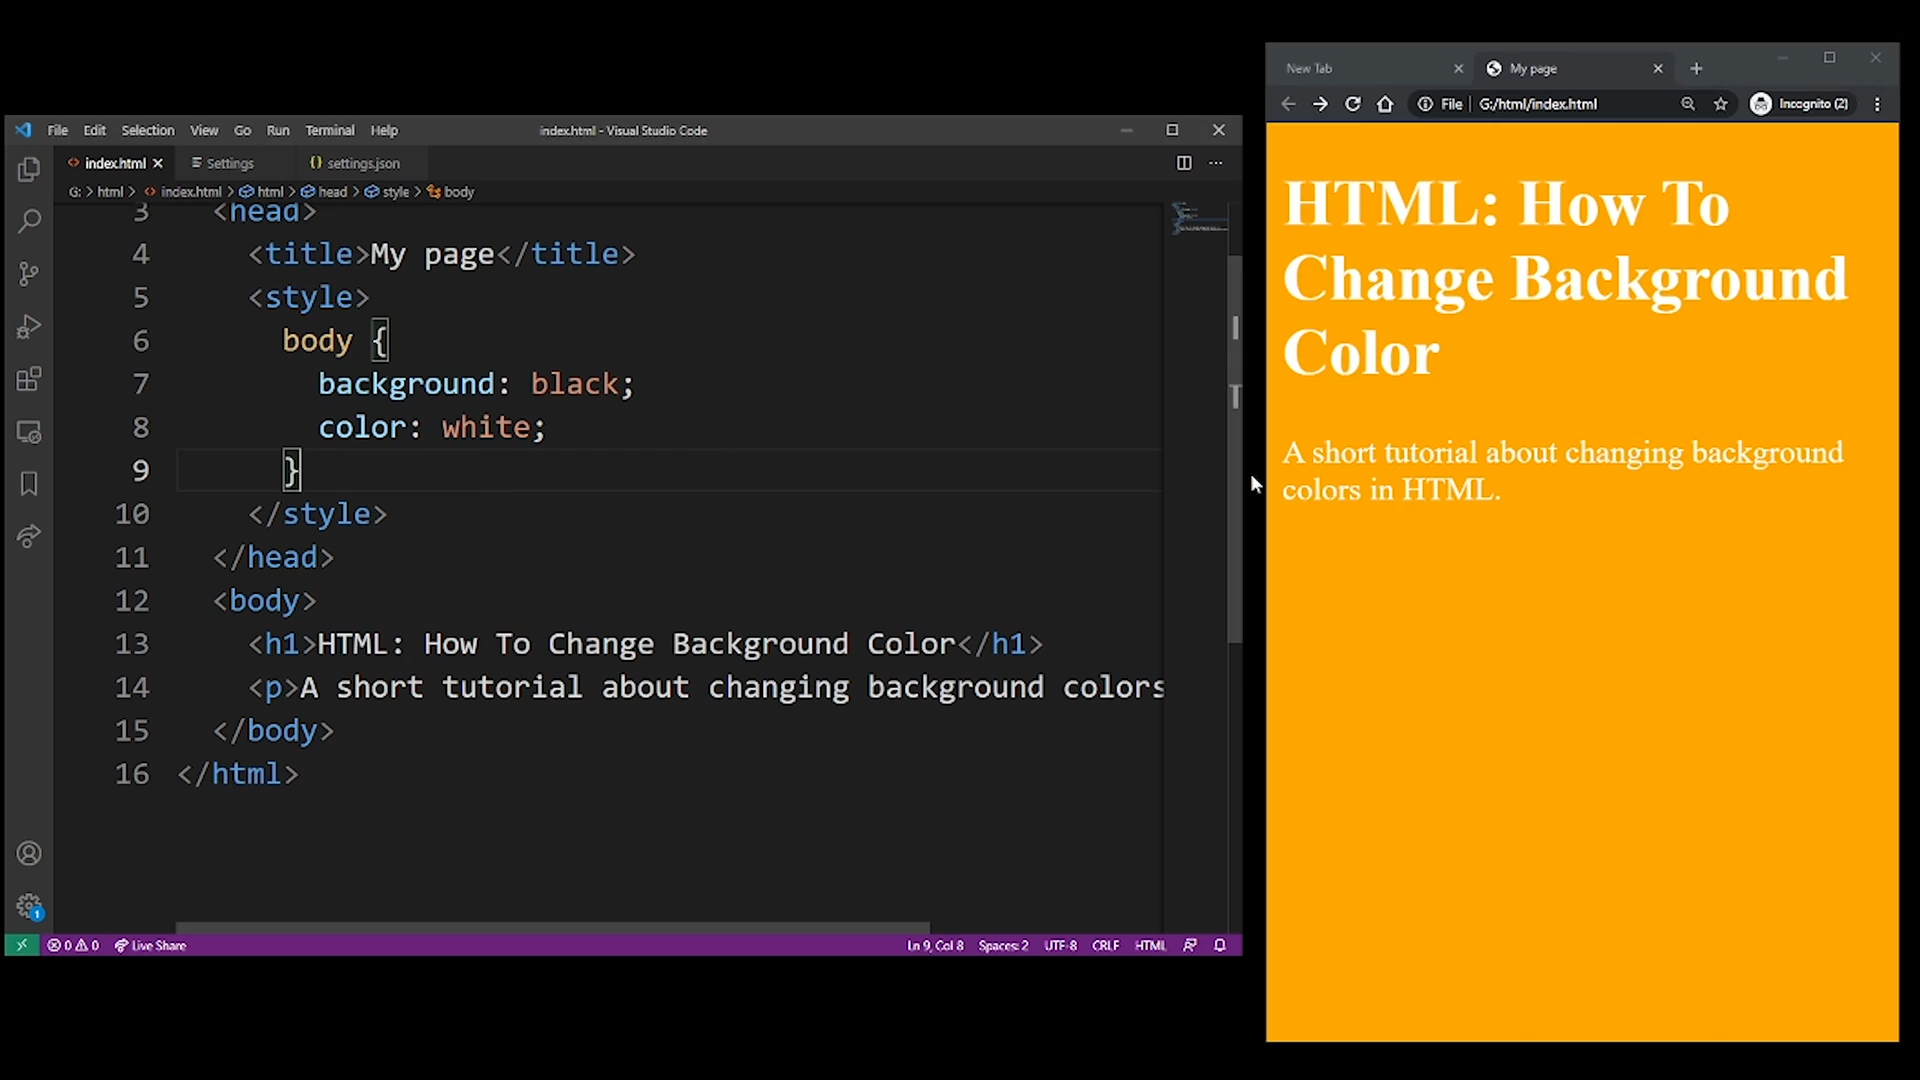 File Edit Selection View Go Run Terminal Help
index.html - Visual Studio Code
index.html
Settings
{} settings.json
G: > html > index.html > html > head > style > body
3 <head>
4 <title>My page</title>
5 <style>
6 body {
7 background: black;
8 color: white;
9 }
10 </style>
11 </head>
12 <body>
13 <h1>HTML: How To Change Background Color</h1>
14 <p>A short tutorial about changing background colors
15 </body>
16 </html>
1
0 0
Live Share
Ln 9, Col 8
Spaces: 2
UTF-8
CRLF
HTML
New Tab
My page
File | G:/html/index.html
Incognito (2)
HTML: How To
Change Background
Color
A short tutorial about changing background
colors in HTML.